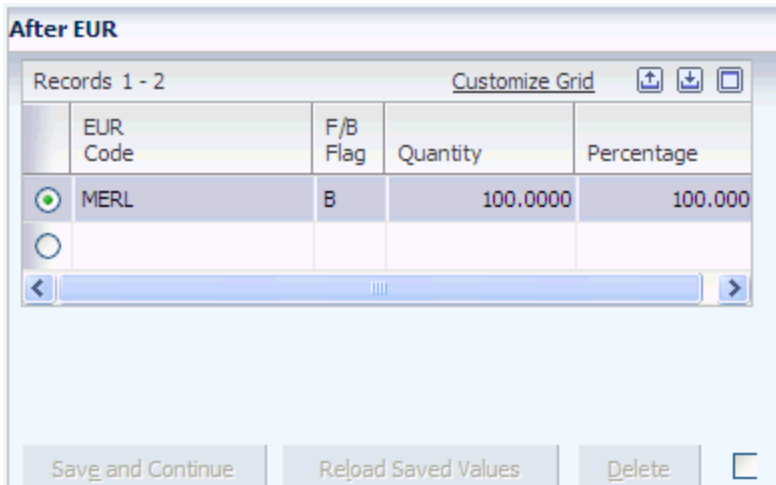 After EUR
Records 1 - 2 Customize Grid
EUR Code F/B Flag Quantity Percentage
MERL B 100.0000 100.000
Save and Continue Reload Saved Values Delete